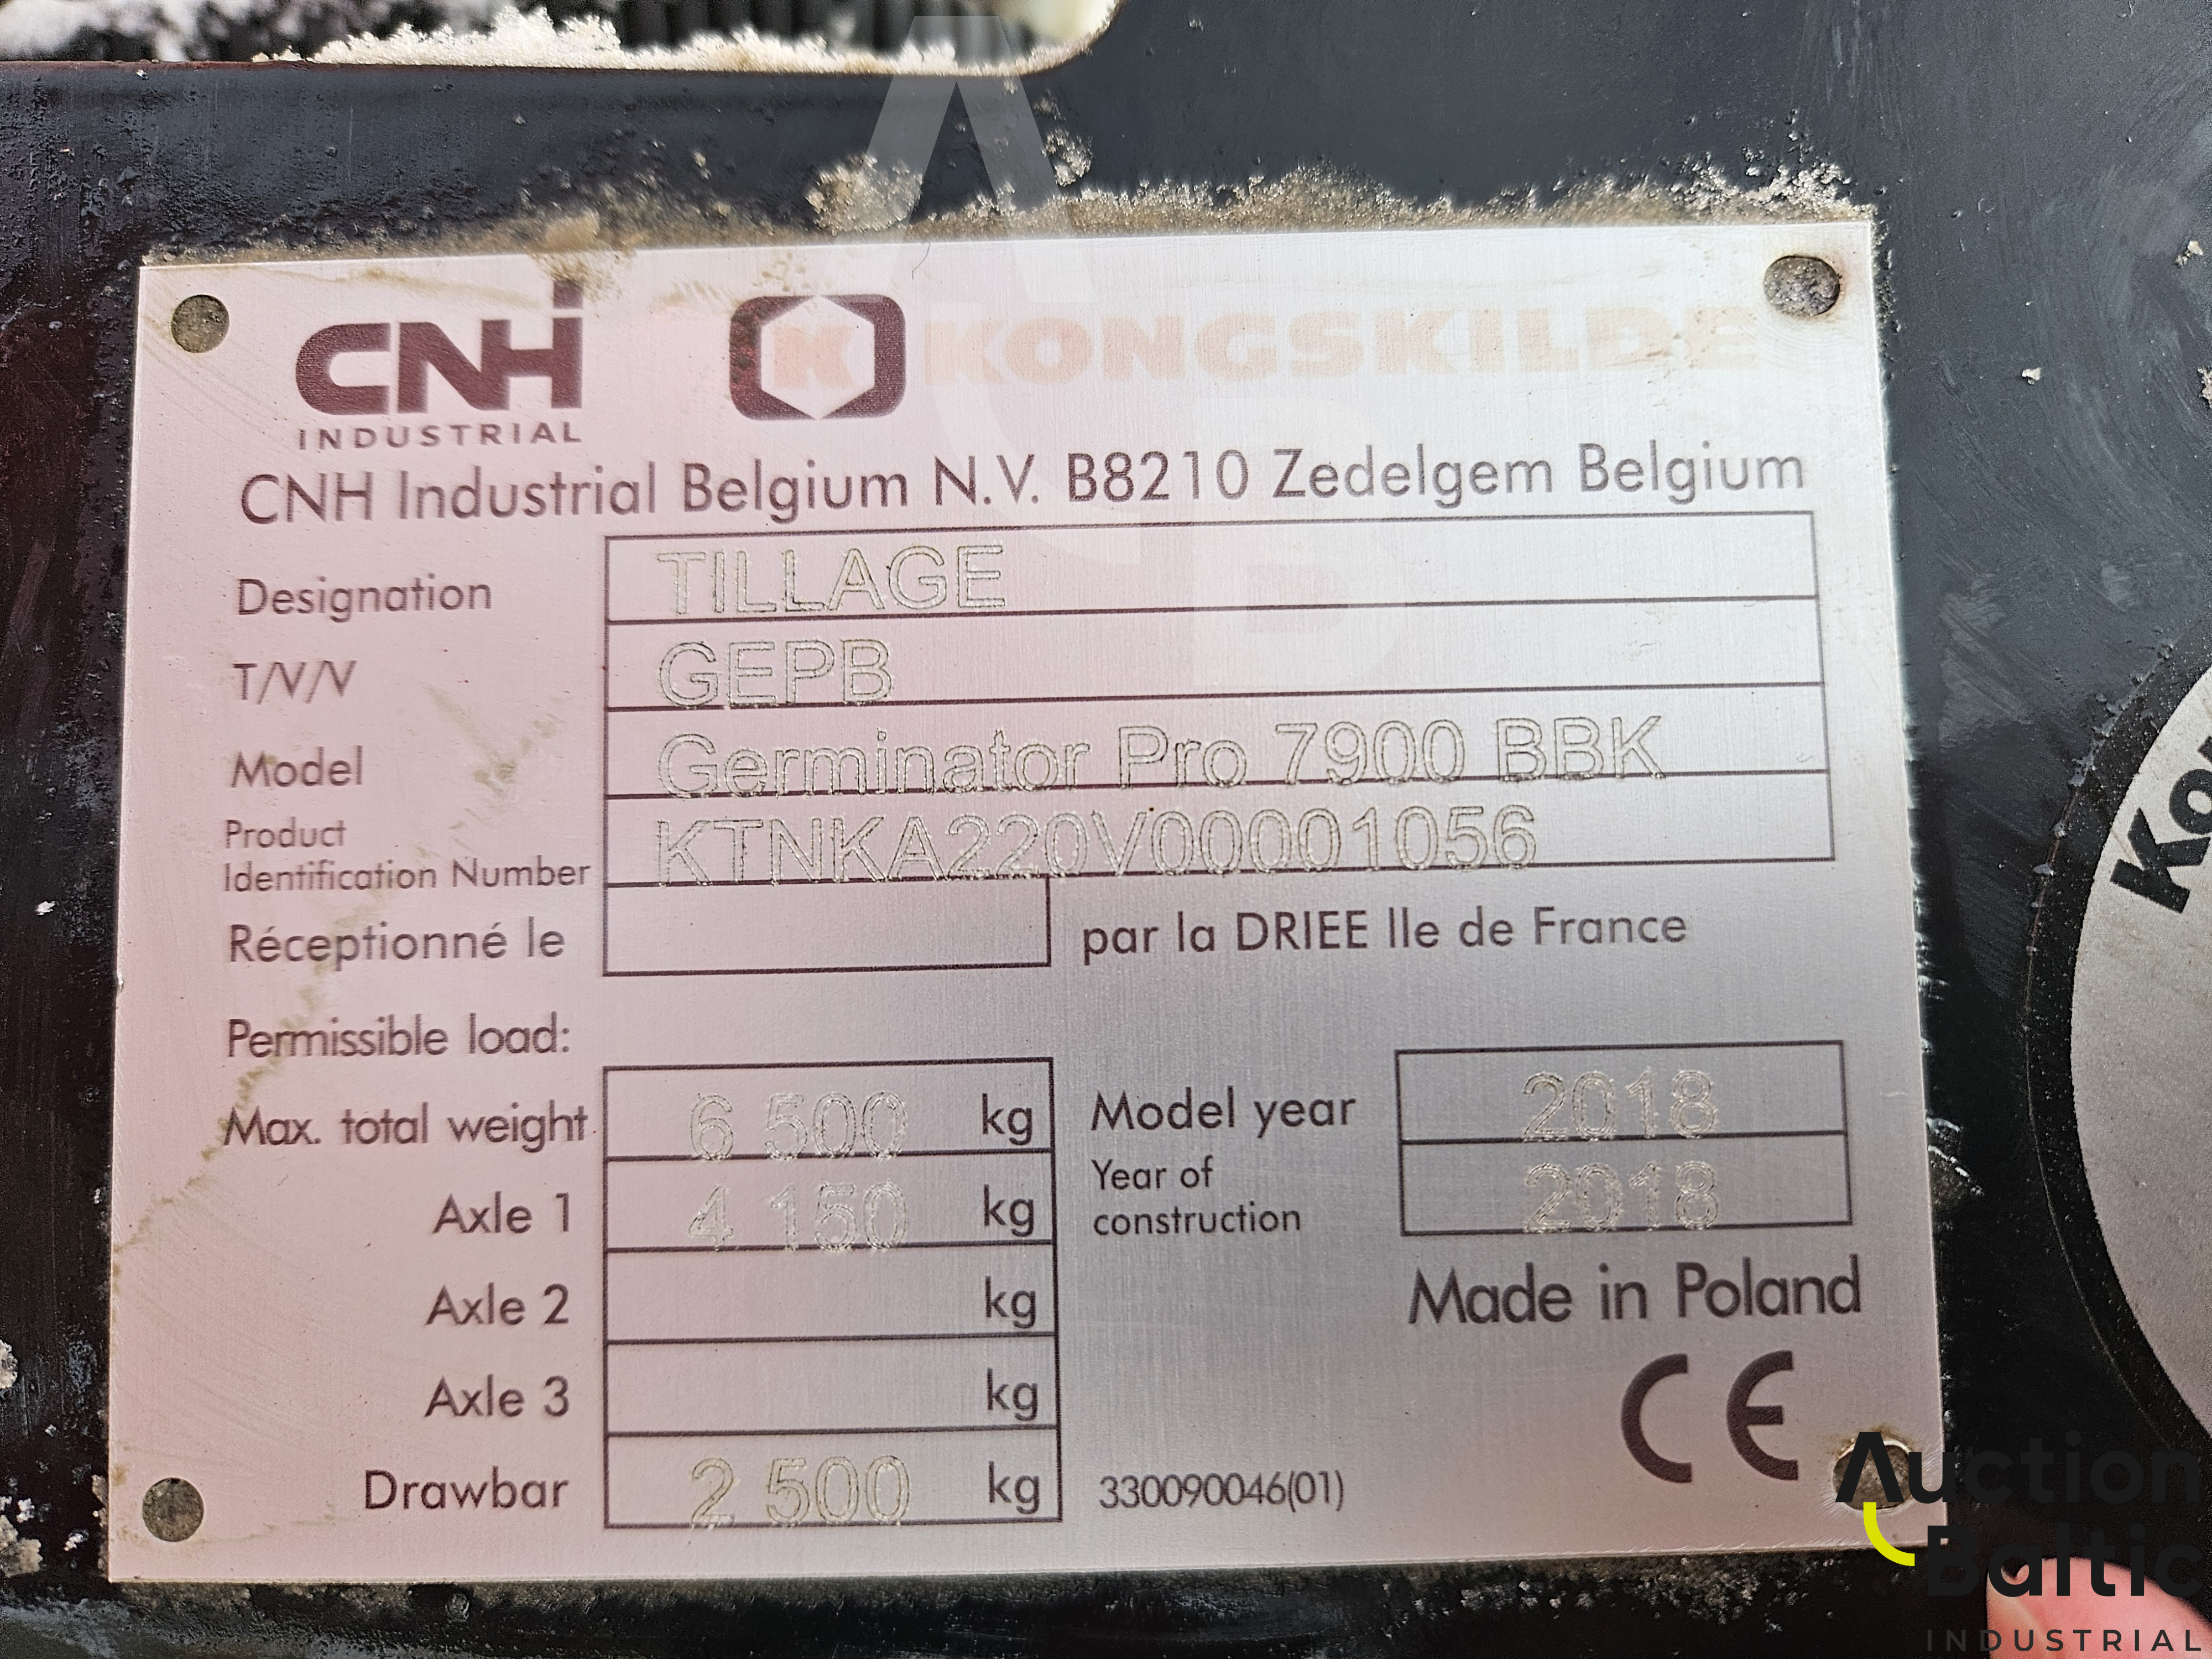 CNH
INDUSTRIAL
K KONGSKILDE
CNH Industrial Belgium N.V. B8210 Zedelgem Belgium
Designation TILLAGE
T/V/V GEPB
Model Germinator Pro 7900 BBK
Product
Identification Number KTNKA220V00001056
Réceptionné le par la DRIEE Ile de France
Permissible load:
Max. total weight 6 500 kg Model year 2018
Axle 1 4 150 kg Year of construction 2018
Axle 2 kg
Made in Poland
Axle 3 kg
CE
Drawbar 2 500 kg 330090046(01)
Auction
Baltic
INDUSTRIAL